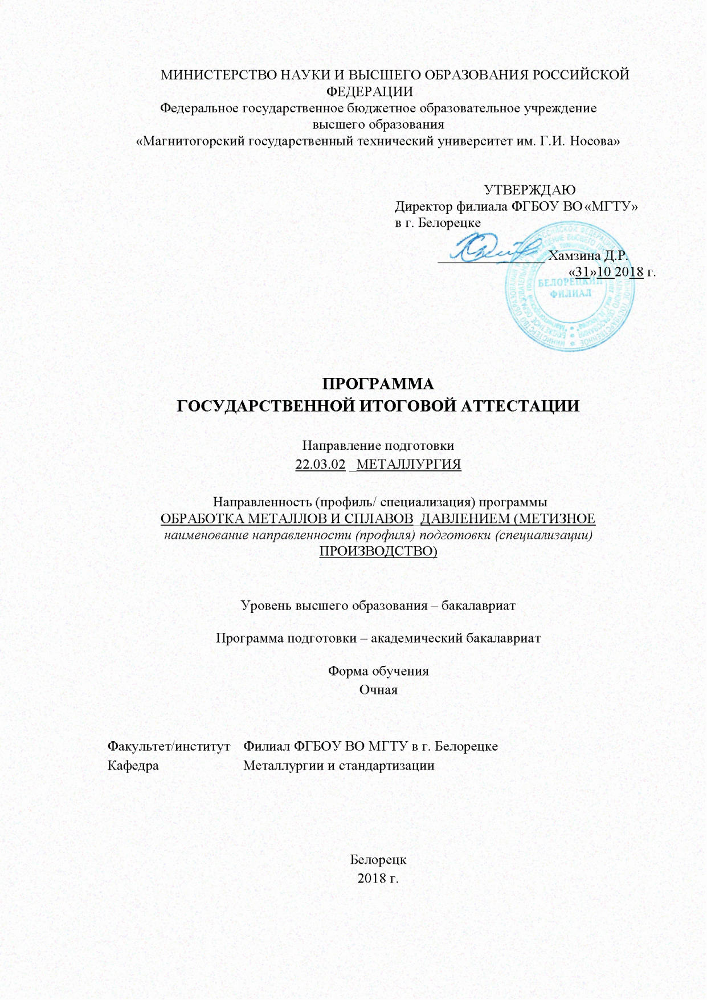 МИНИСТЕРСТВО НАУКИ И ВЫСШЕГО ОБРАЗОВАНИЯ РОССИЙСКОЙ
ФЕДЕРАЦИИ
Федеральное государственное бюджетное образовательное учреждение
высшего образования
«Магнитогорский государственный технический университет им. Г.И. Носова»
УТВЕРЖДАЮ
Директор филиала ФГБОУ ВО «МГТУ»
в г. Белорецке
Хамзина Д.Р.
«31»10 2018 г.
БЕЛОРЕЦКИЙ
ФИЛИАЛ
ПРОГРАММА
ГОСУДАРСТВЕННОЙ ИТОГОВОЙ АТТЕСТАЦИИ
Направление подготовки
22.03.02 _МЕТАЛЛУРГИЯ
Направленность (профиль/ специализация) программы
ОБРАБОТКА МЕТАЛЛОВ И СПЛАВОВ_ДАВЛЕНИЕМ (МЕТИЗНОЕ
наименование направленности (профиля) подготовки (специализации)
ПРОИЗВОДСТВО)
Уровень высшего образования – бакалавриат
Программа подготовки – академический бакалавриат
Форма обучения
Очная
Факультет/институт Филиал ФГБОУ ВО МГТУ в г. Белорецке
Кафедра Металлургии и стандартизации
Белорецк
2018 г.